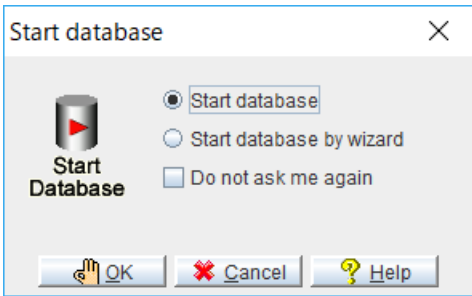 Start database
Start database
Start database by wizard
Start
Database
Do not ask me again
OK
Cancel
Help